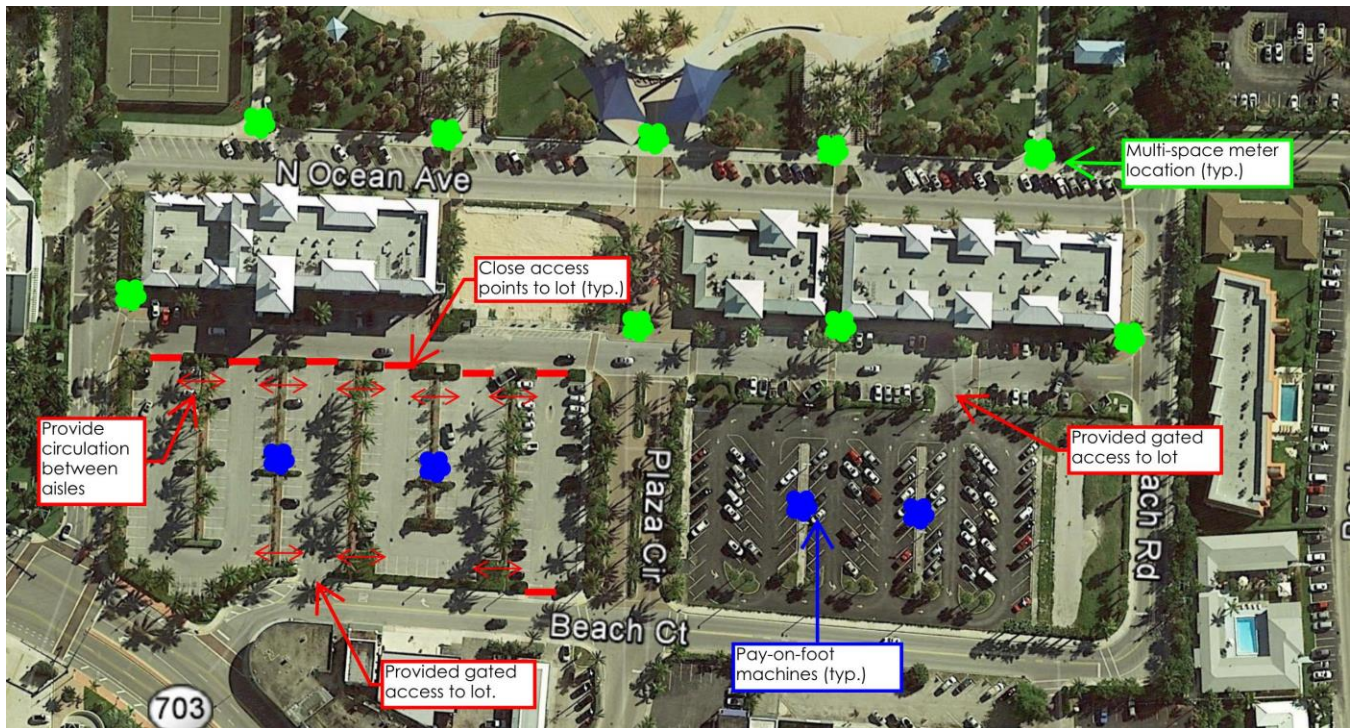 N Ocean Ave
Multi-space meter
location (typ.)
Close access
points to lot (typ.)
Provide
circulation
between
aisles
Plaza Cir
Provided gated
access to lot
each Rd
Beach Ct
Pay-on-foot
machines (typ.)
Provided gated
access to lot.
703